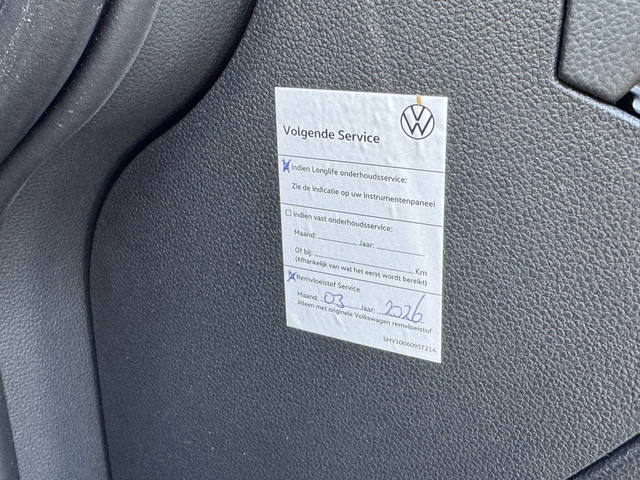 Volgende Service
Indien Longlife onderhoudsservice:
Zie de indicatie op uw instrumentenpaneel
Indien vast onderhoudsservice:
Maand: Jaar:
Of bij: Km
(Afhankelijk van wat het eerst wordt bereikt)
Remvloeistof Service
Maand: 03 Jaar: 2026
Alleen met originele Volkswagen remvloeistof